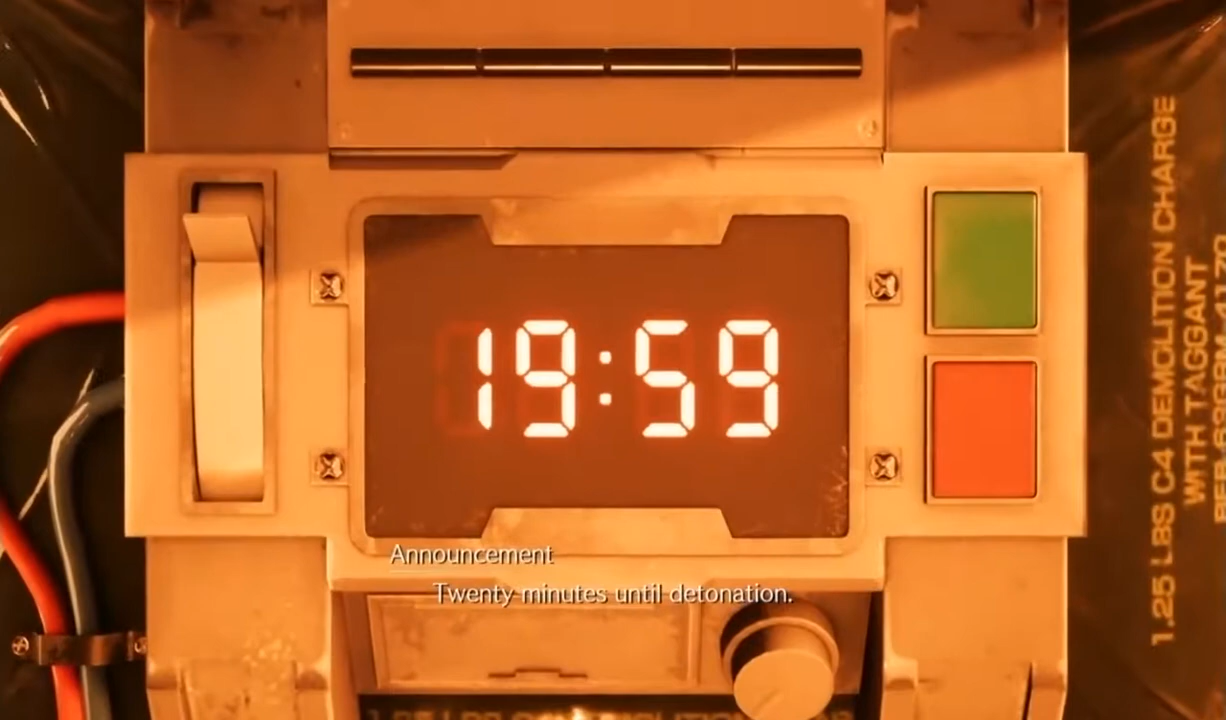 19:59
Announcement
Twenty minutes until detonation.
1.25 LBS C4 DEMOLITION CHARGE
WITH TAGGANT